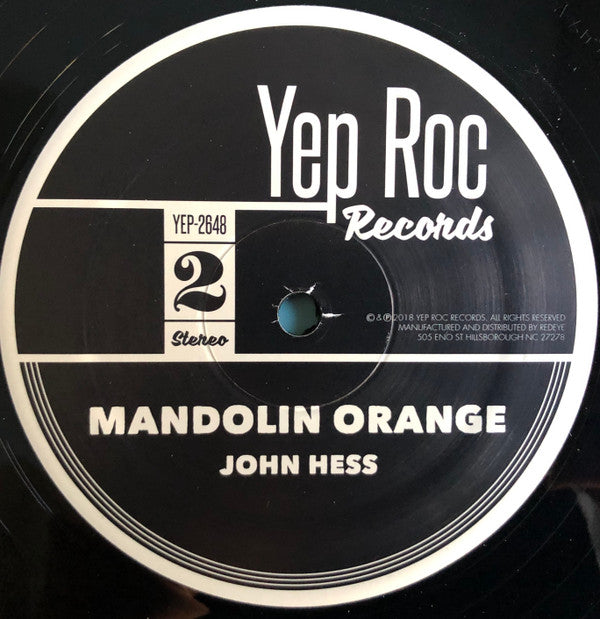 Yep Roc
Records
YEP-2648
2
Stereo
© & ℗ 2018 YEP ROC RECORDS. ALL RIGHTS RESERVED
MANUFACTURED AND DISTRIBUTED BY REDEYE
505 ENO ST. HILLSBOROUGH NC 27278
MANDOLIN ORANGE
JOHN HESS